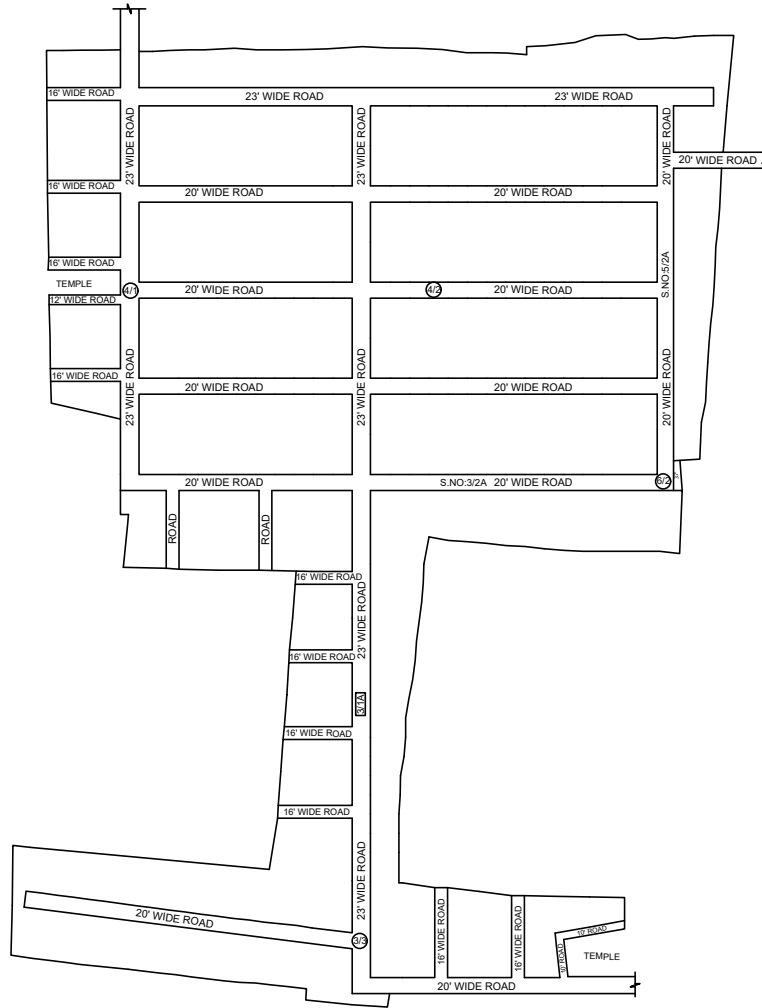 16' WIDE ROAD
23' WIDE ROAD
23' WIDE ROAD
23' WIDE ROAD
23' WIDE ROAD
20' WIDE ROAD
20' WIDE ROAD
16' WIDE ROAD
20' WIDE ROAD
20' WIDE ROAD
16' WIDE ROAD
TEMPLE
12' WIDE ROAD
4/1
20' WIDE ROAD
4/2
20' WIDE ROAD
S.NO:5/2A
16' WIDE ROAD
23' WIDE ROAD
20' WIDE ROAD
23' WIDE ROAD
20' WIDE ROAD
20' WIDE ROAD
20' WIDE ROAD
S.NO:3/2A 20' WIDE ROAD
6/2
ROAD
ROAD
16' WIDE ROAD
23' WIDE ROAD
16' WIDE ROAD
3/1A
16' WIDE ROAD
16' WIDE ROAD
23' WIDE ROAD
20' WIDE ROAD
3/3
16' WIDE ROAD
16' WIDE ROAD
10' ROAD
10' ROAD
TEMPLE
20' WIDE ROAD